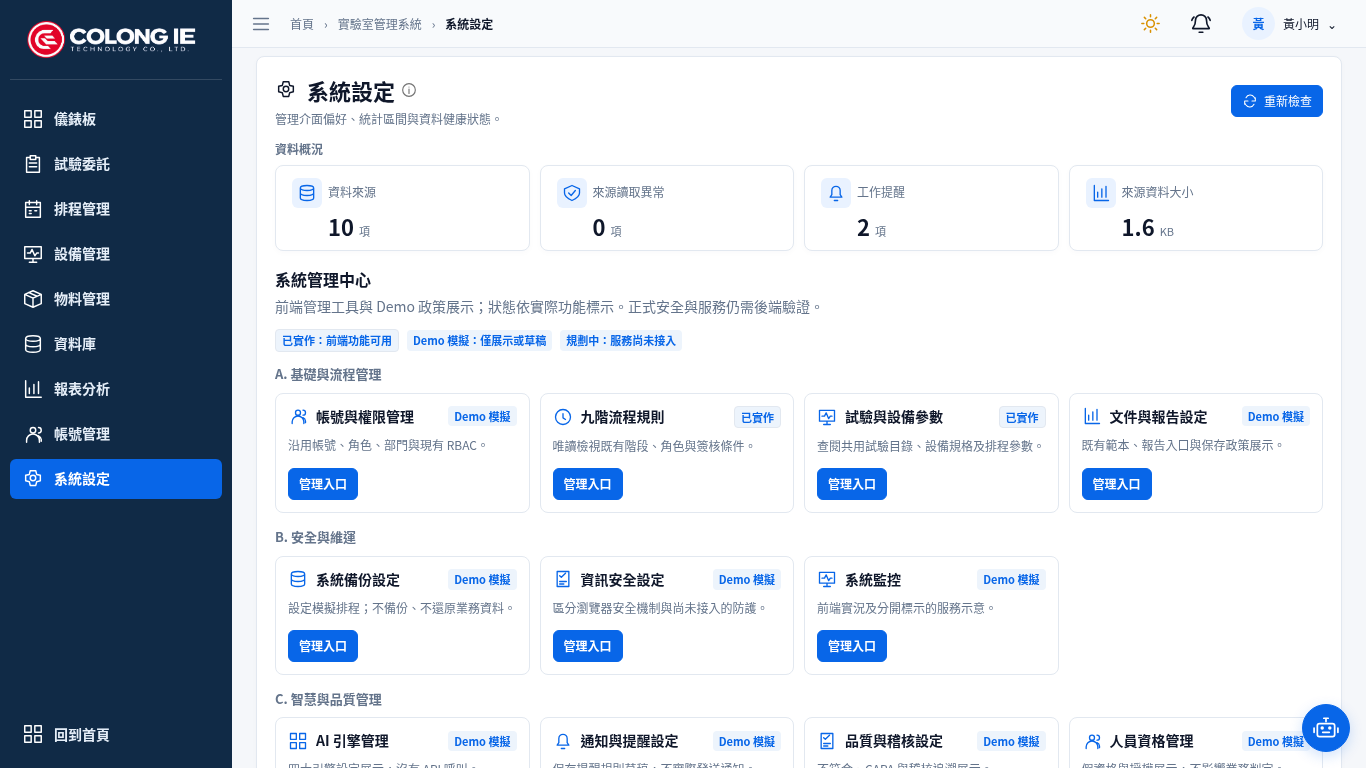 COLONG IE
TECHNOLOGY CO., LTD.
儀錶板
試驗委託
排程管理
設備管理
物料管理
資料庫
報表分析
帳號管理
系統設定
回到首頁
首頁 › 實驗室管理系統 › 系統設定
黃 黃小明
系統設定
重新檢查
管理介面偏好、統計區間與資料健康狀態。
資料概況
資料來源
10 項
來源讀取異常
0 項
工作提醒
2 項
來源資料大小
1.6 KB
系統管理中心
前端管理工具與 Demo 政策展示；狀態依實際功能標示。正式安全與服務仍需後端驗證。
已實作：前端功能可用 Demo 模擬：僅展示或草稿 規劃中：服務尚未接入
A. 基礎與流程管理
帳號與權限管理 Demo 模擬
沿用帳號、角色、部門與現有 RBAC。
管理入口
九階流程規則 已實作
唯讀檢視既有階段、角色與簽核條件。
管理入口
試驗與設備參數 已實作
查閱共用試驗目錄、設備規格及排程參數。
管理入口
文件與報告設定 Demo 模擬
既有範本、報告入口與保存政策展示。
管理入口
B. 安全與維運
系統備份設定 Demo 模擬
設定模擬排程；不備份、不還原業務資料。
管理入口
資訊安全設定 Demo 模擬
區分瀏覽器安全機制與尚未接入的防護。
管理入口
系統監控 Demo 模擬
前端實況及分開標示的服務示意。
管理入口
C. 智慧與品質管理
AI 引擎管理 Demo 模擬
通知與提醒設定 Demo 模擬
品質與稽核設定 Demo 模擬
人員資格管理 Demo 模擬